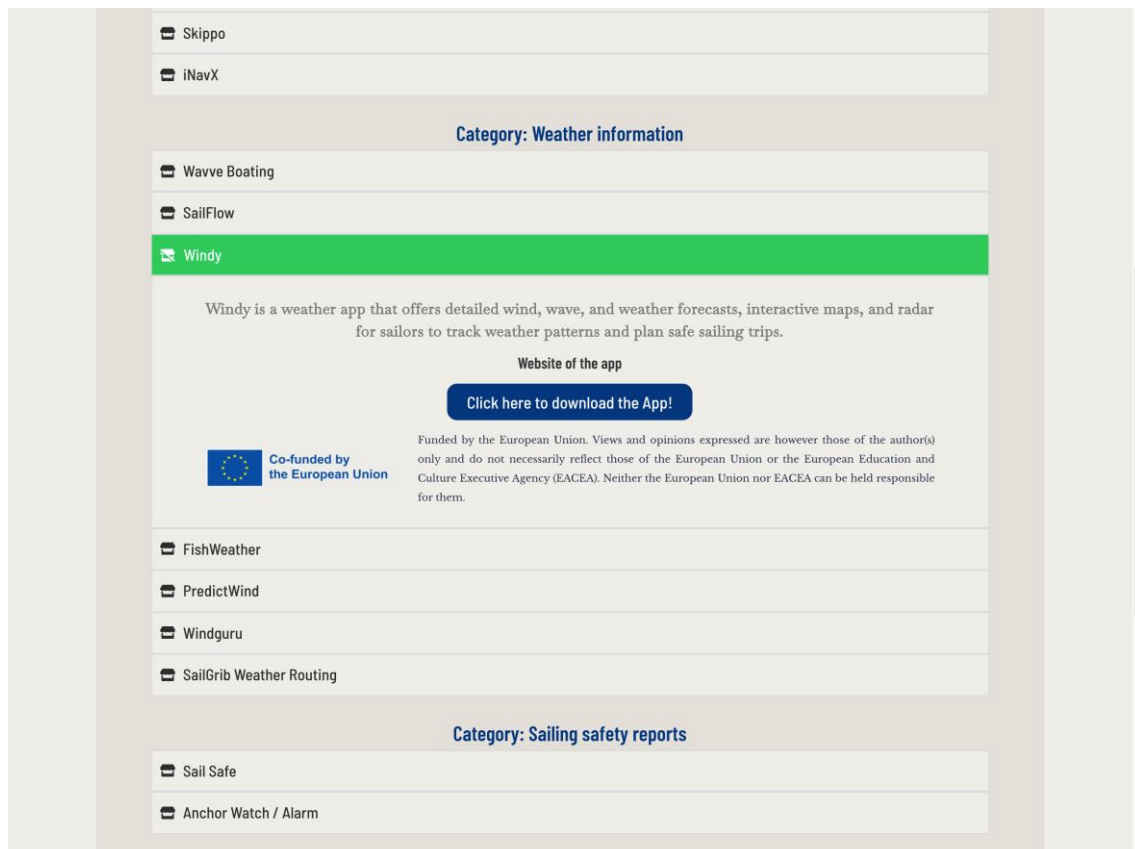 Skippo
iNavX
Category: Weather information
Wavve Boating
SailFlow
Windy
Windy is a weather app that offers detailed wind, wave, and weather forecasts, interactive maps, and radar
for sailors to track weather patterns and plan safe sailing trips.
Website of the app
Click here to download the App!
Co-funded by
the European Union
Funded by the European Union. Views and opinions expressed are however those of the author(s)
only and do not necessarily reflect those of the European Union or the European Education and
Culture Executive Agency (EACEA). Neither the European Union nor EACEA can be held responsible
for them.
FishWeather
PredictWind
Windguru
SailGrib Weather Routing
Category: Sailing safety reports
Sail Safe
Anchor Watch / Alarm